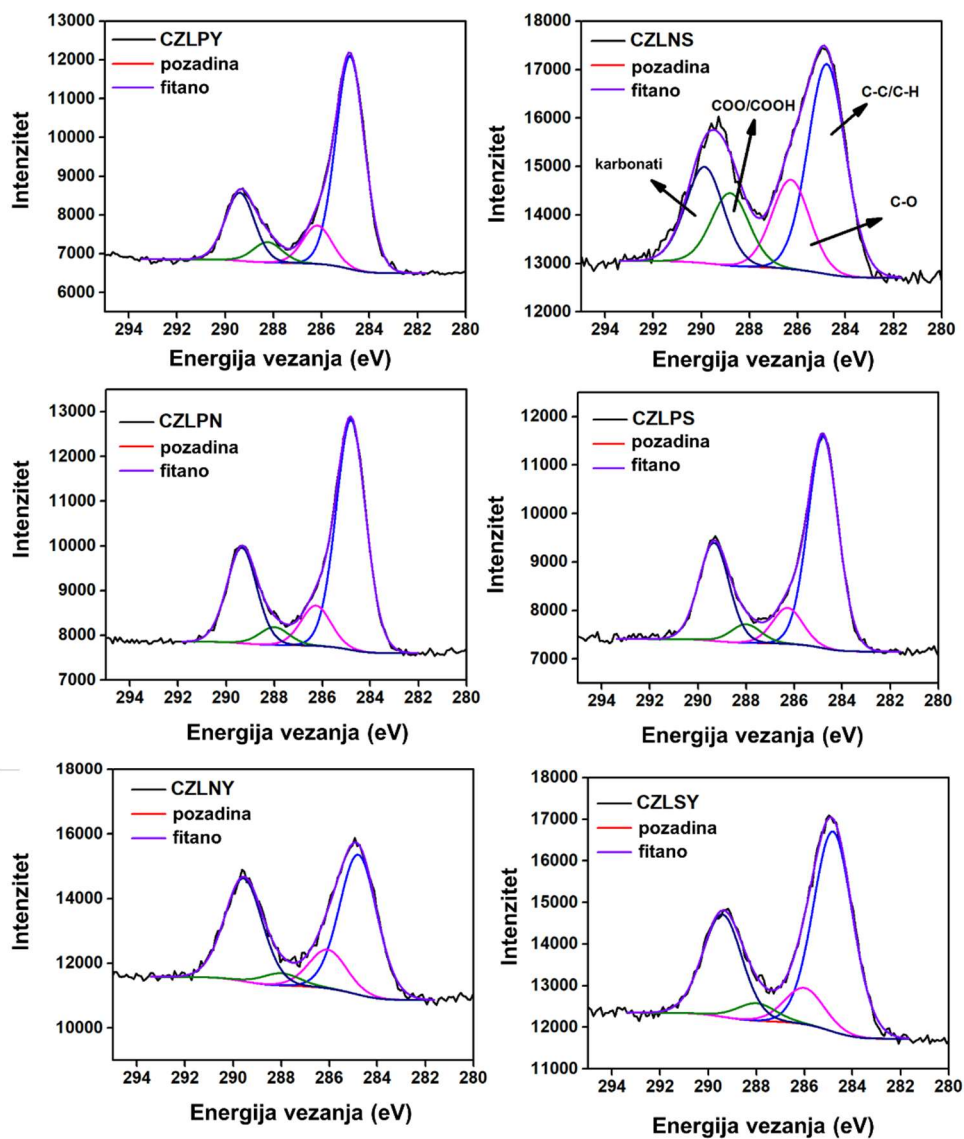 CZLPY
pozadina
fitano
Intenzitet
13000
12000
11000
10000
9000
8000
7000
6000
294 292 290 288 286 284 282 280
Energija vezanja (eV)
CZLNS
pozadina
fitano
COO/COOH
C-C/C-H
karbonati
C-O
Intenzitet
18000
17000
16000
15000
14000
13000
12000
294 292 290 288 286 284 282 280
Energija vezanja (eV)
CZLPN
pozadina
fitano
Intenzitet
13000
12000
11000
10000
9000
8000
7000
294 292 290 288 286 284 282 280
Energija vezanja (eV)
CZLPS
pozadina
fitano
Intenzitet
12000
11000
10000
9000
8000
7000
294 292 290 288 286 284 282 280
Energija vezanja (eV)
CZLNY
pozadina
fitano
Intenzitet
18000
16000
14000
12000
10000
294 292 290 288 286 284 282 280
Energija vezanja (eV)
CZLSY
pozadina
fitano
Intenzitet
18000
17000
16000
15000
14000
13000
12000
11000
294 292 290 288 286 284 282 280
Energija vezanja (eV)